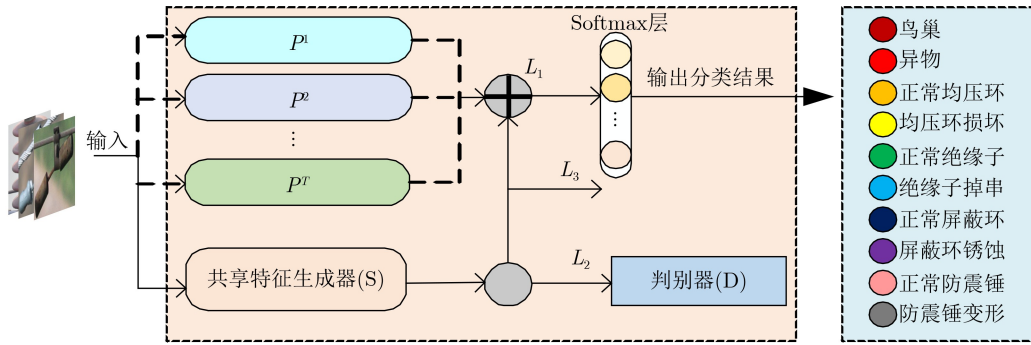 输入
P¹
P²
⋮
Pᵀ
共享特征生成器(S)
L₁
L₃
L₂
Softmax层
⋮
判别器(D)
输出分类结果
鸟巢
异物
正常均压环
均压环损坏
正常绝缘子
绝缘子掉串
正常屏蔽环
屏蔽环锈蚀
正常防震锤
防震锤变形